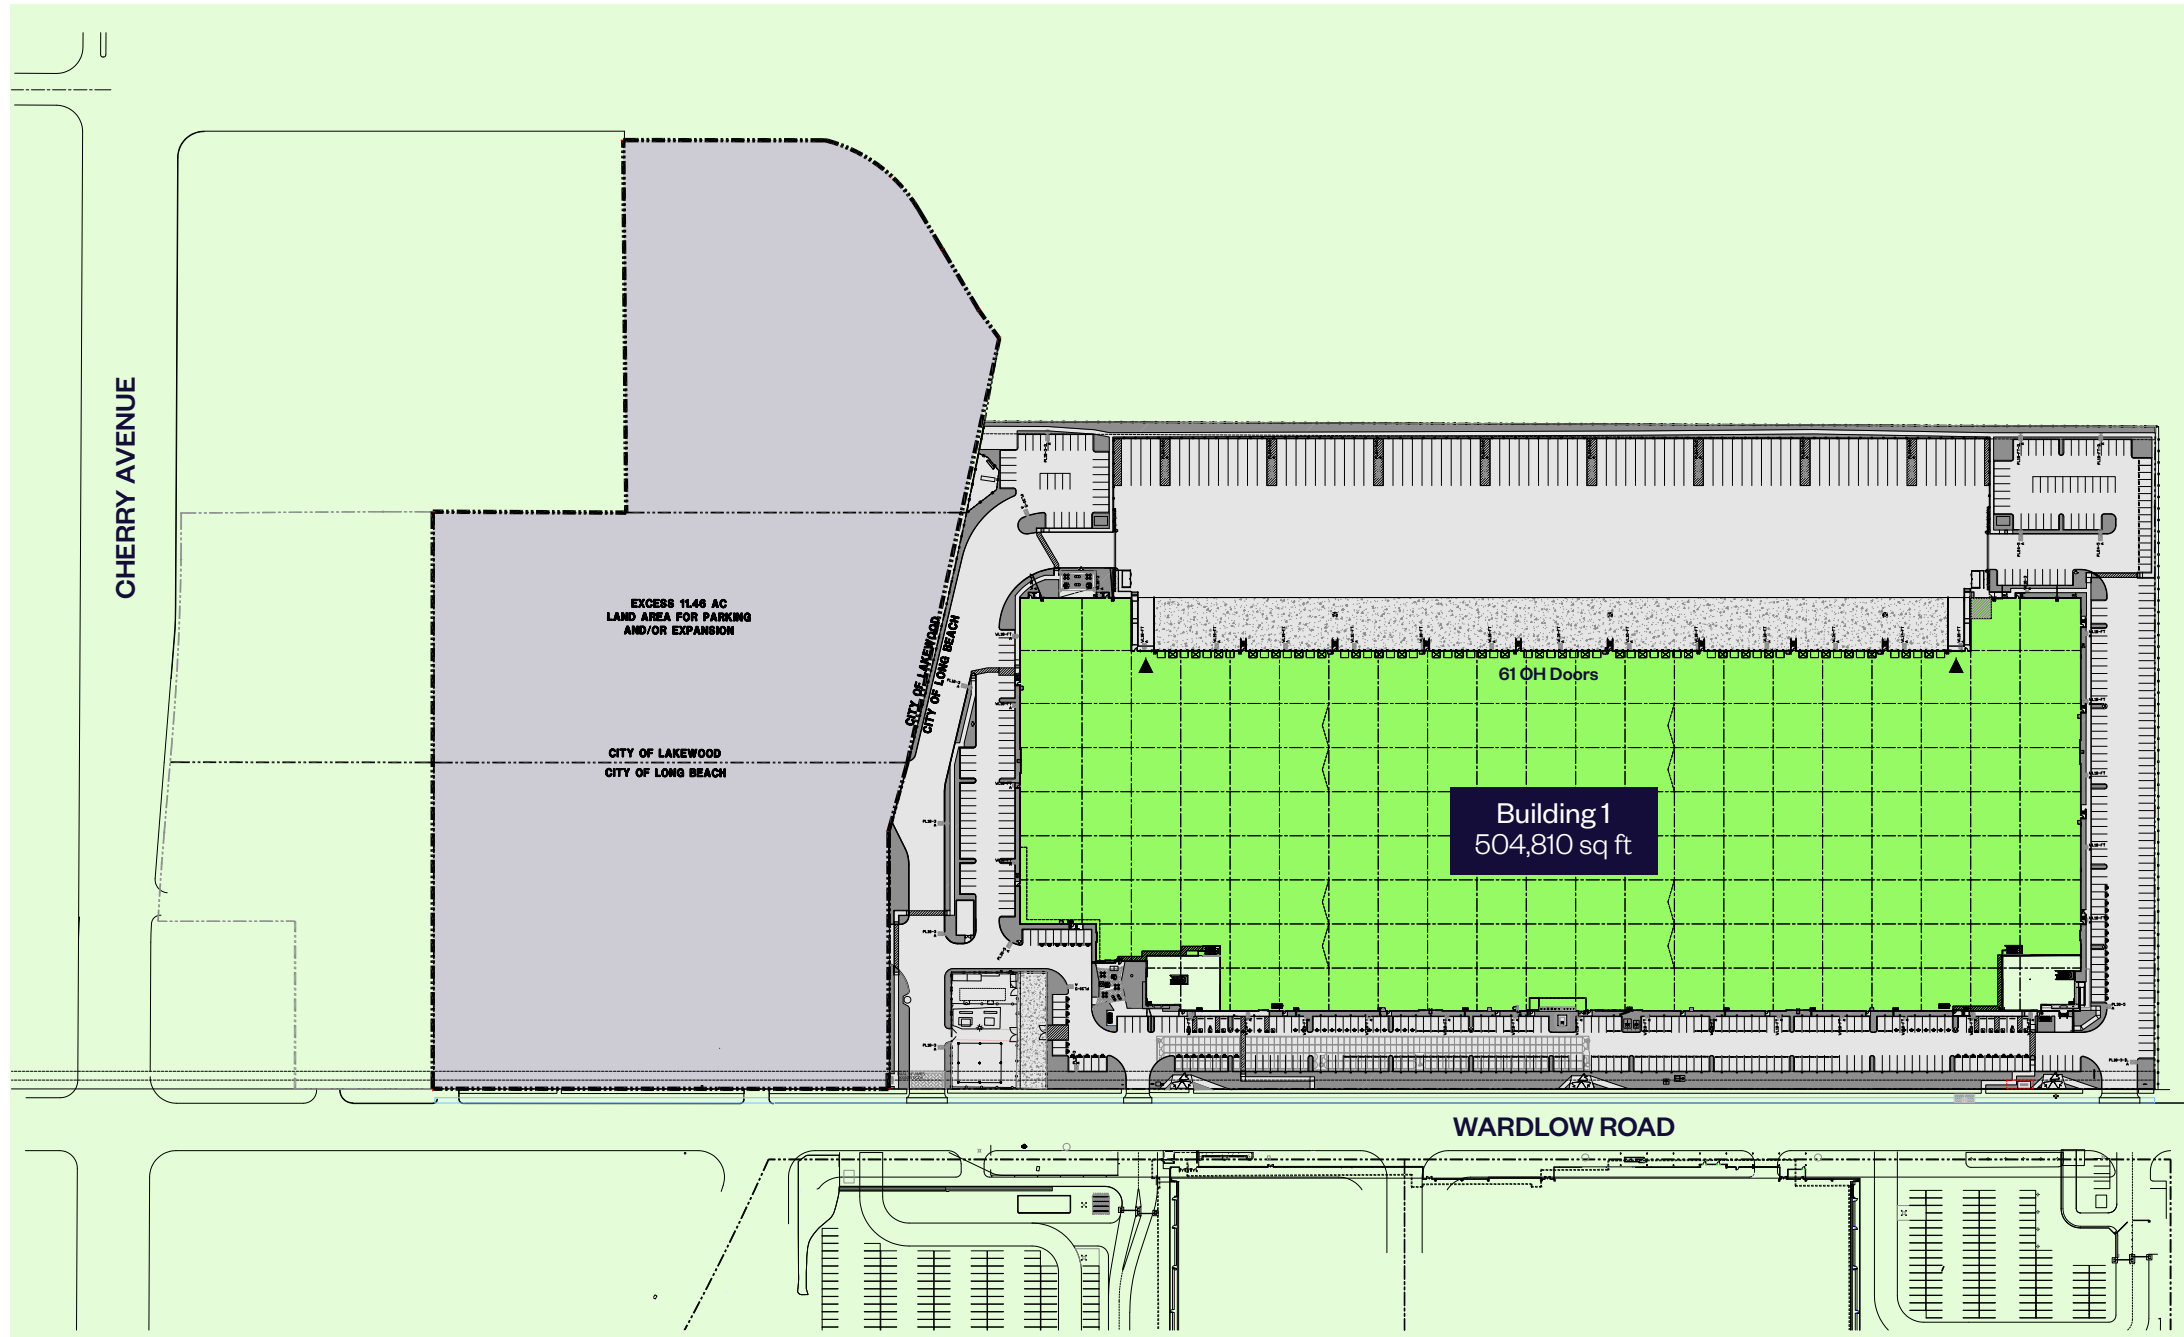 CHERRY AVENUE
EXCESS 11.46 AC
LAND AREA FOR PARKING
AND/OR EXPANSION
CITY OF LAKEWOOD
CITY OF LONG BEACH
CITY OF LAKEWOOD
CITY OF LONG BEACH
61 OH Doors
Building 1
504,810 sq ft
WARDLOW ROAD